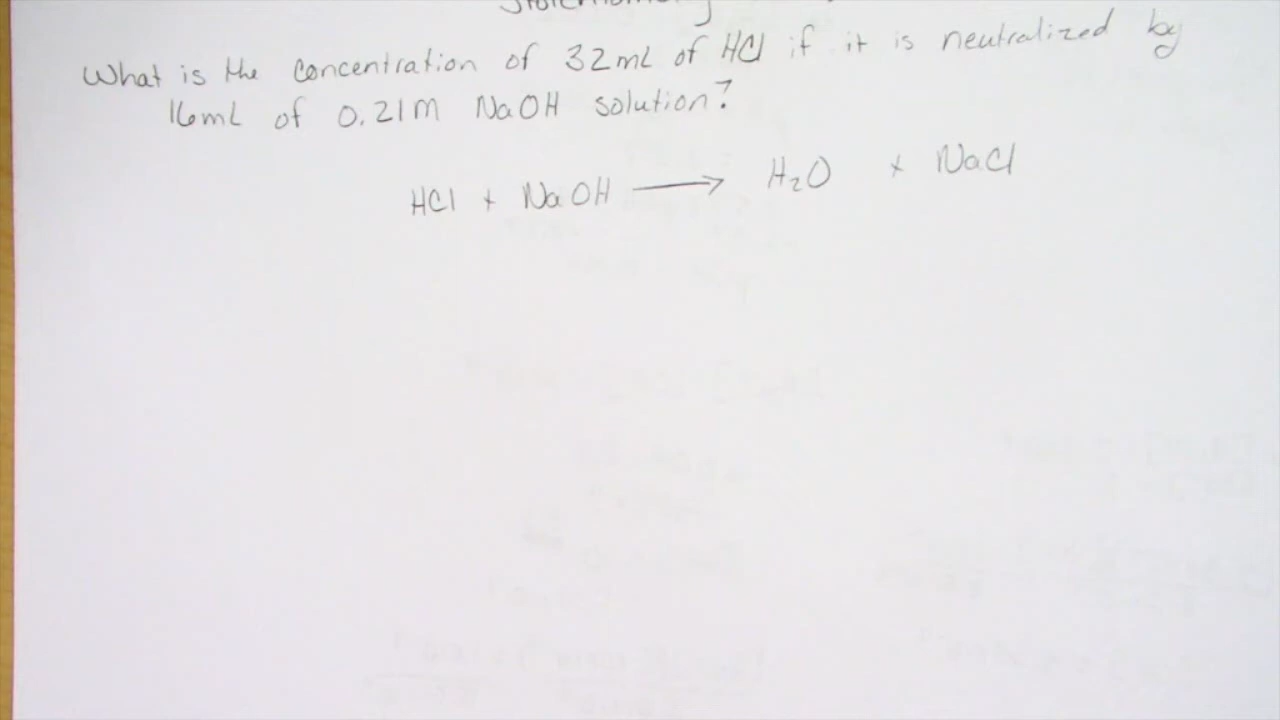 What is the concentration of 32mL of HCl if it is neutralized by
16mL of 0.21M NaOH solution?
HCl + NaOH ⟶ H₂O + NaCl